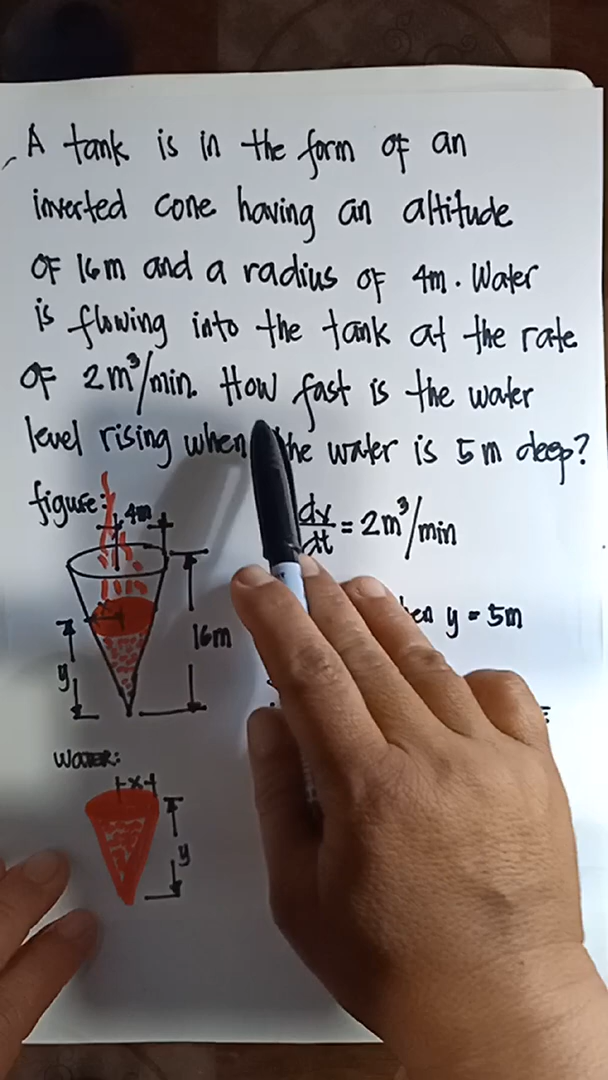 A tank is in the form of an
inverted cone having an altitude
of 16m and a radius of 4m. Water
is flowing into the tank at the rate
of 2m³/min. How fast is the water
level rising when the water is 5m deep?
figure:
4m
dx/dt = 2m³/min
y = 5m
16m
x
y
WATER:
x
y